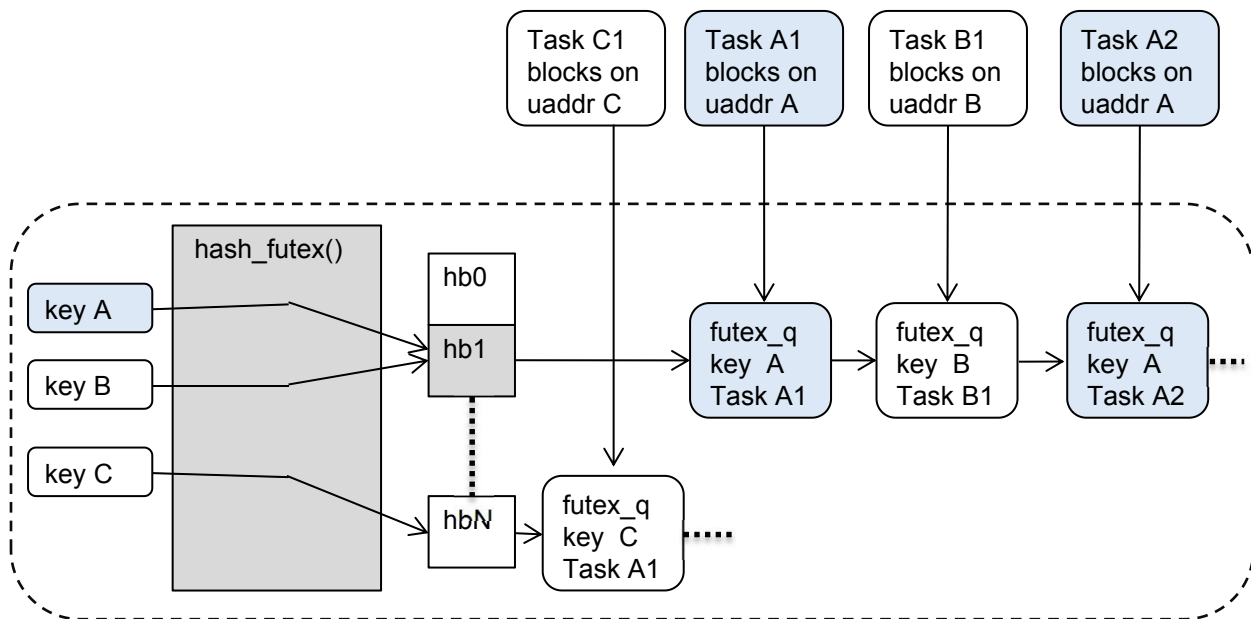 Task C1
blocks on
uaddr C
Task A1
blocks on
uaddr A
Task B1
blocks on
uaddr B
Task A2
blocks on
uaddr A
hash_futex()
key A
key B
key C
hb0
hb1
hbN
futex_q
key A
Task A1
futex_q
key B
Task B1
futex_q
key A
Task A2
futex_q
key C
Task A1